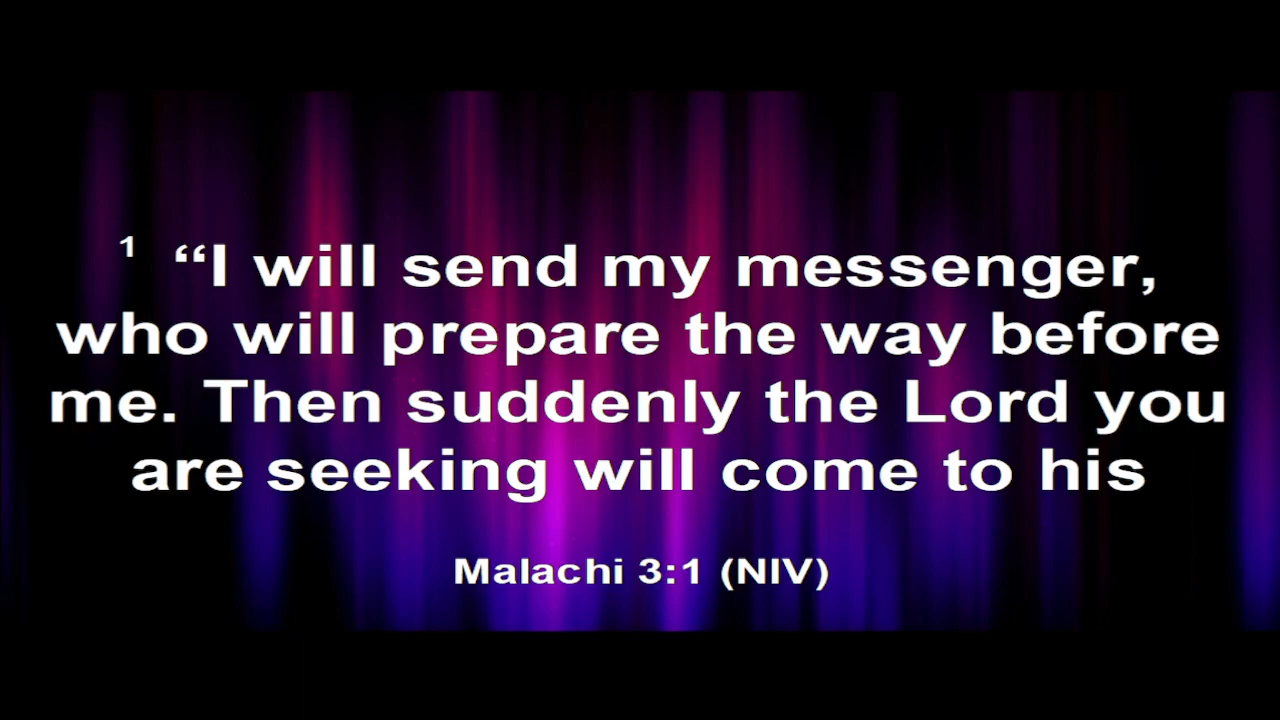 1 “I will send my messenger,
who will prepare the way before
me. Then suddenly the Lord you
are seeking will come to his
Malachi 3:1 (NIV)